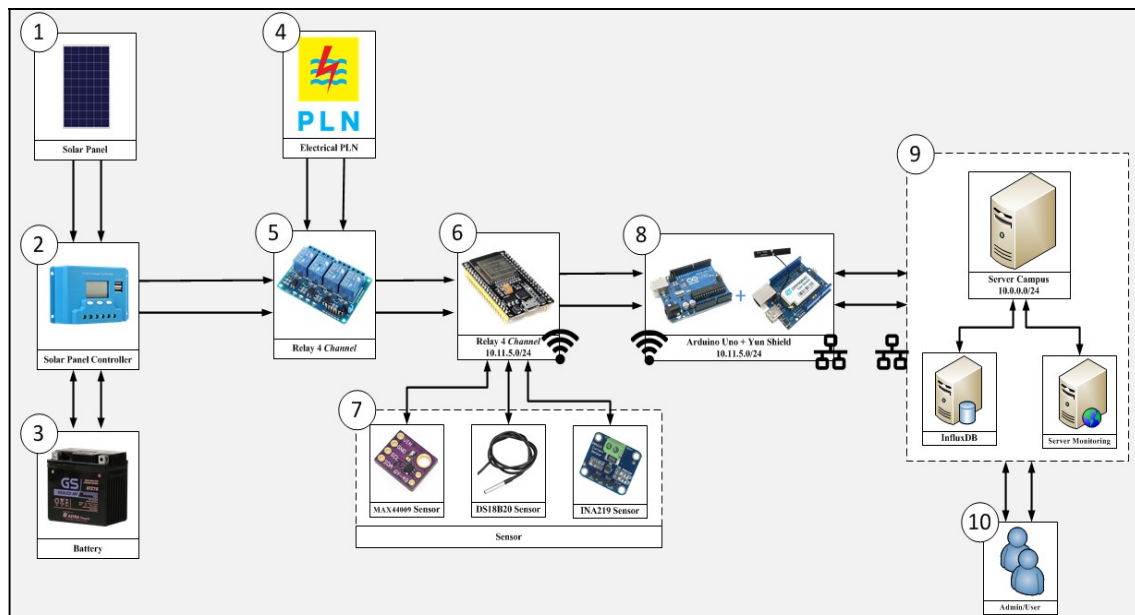 1
Solar Panel
2
Solar Panel Controller
3
GS
Battery
4
PLN
Electrical PLN
5
Relay 4 Channel
6
Relay 4 Channel
10.11.5.0/24
7
MAX44009 Sensor
DS18B20 Sensor
INA219 Sensor
Sensor
8
+
Arduino Uno + Yun Shield
10.11.5.0/24
9
Server Campus
10.0.0.0/24
InfluxDB
Server Monitoring
10
Admin/User